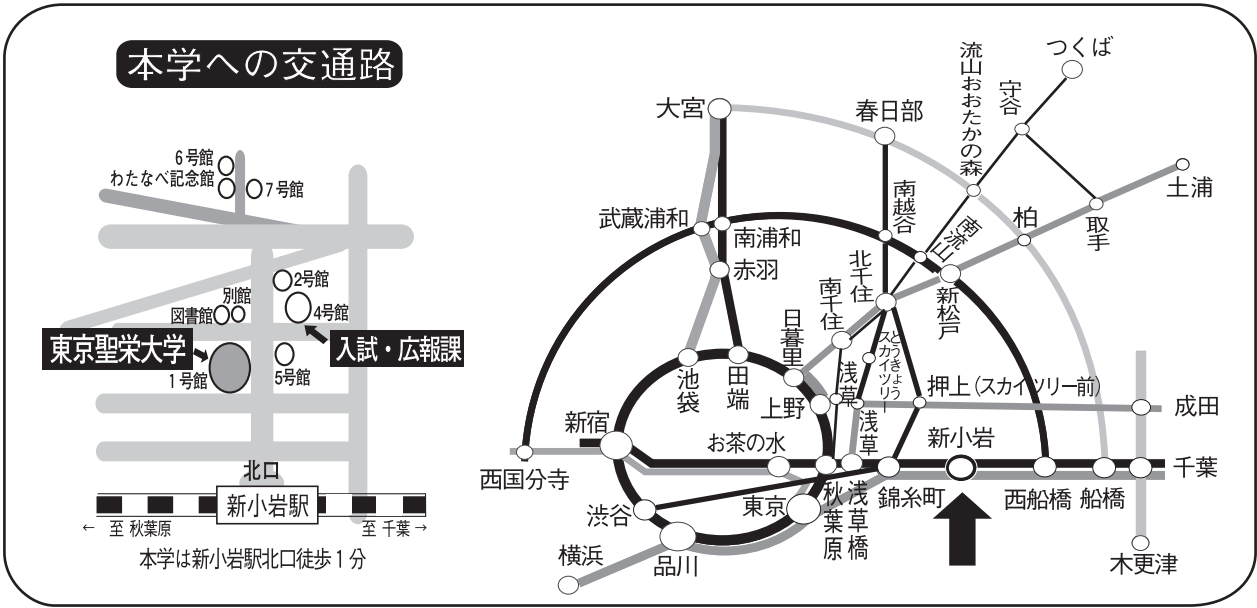 本学への交通路
6号館
わたなべ記念館
7号館
2号館
別館
図書館
4号館
東京聖栄大学
入試・広報課
1号館
5号館
北口
新小岩駅
← 至 秋葉原
至 千葉 →
本学は新小岩駅北口徒歩1分
大宮
春日部
流山おおたかの森
つくば
守谷
土浦
取手
柏
武蔵浦和
南浦和
南越谷
南流山
赤羽
北千住
新松戸
南千住
日暮里
池袋
田端
浅草
とうきょう
スカイツリー
押上(スカイツリー前)
成田
上野
浅草
新宿
お茶の水
新小岩
千葉
西国分寺
渋谷
東京
秋葉原
浅草橋
錦糸町
西船橋
船橋
横浜
品川
木更津